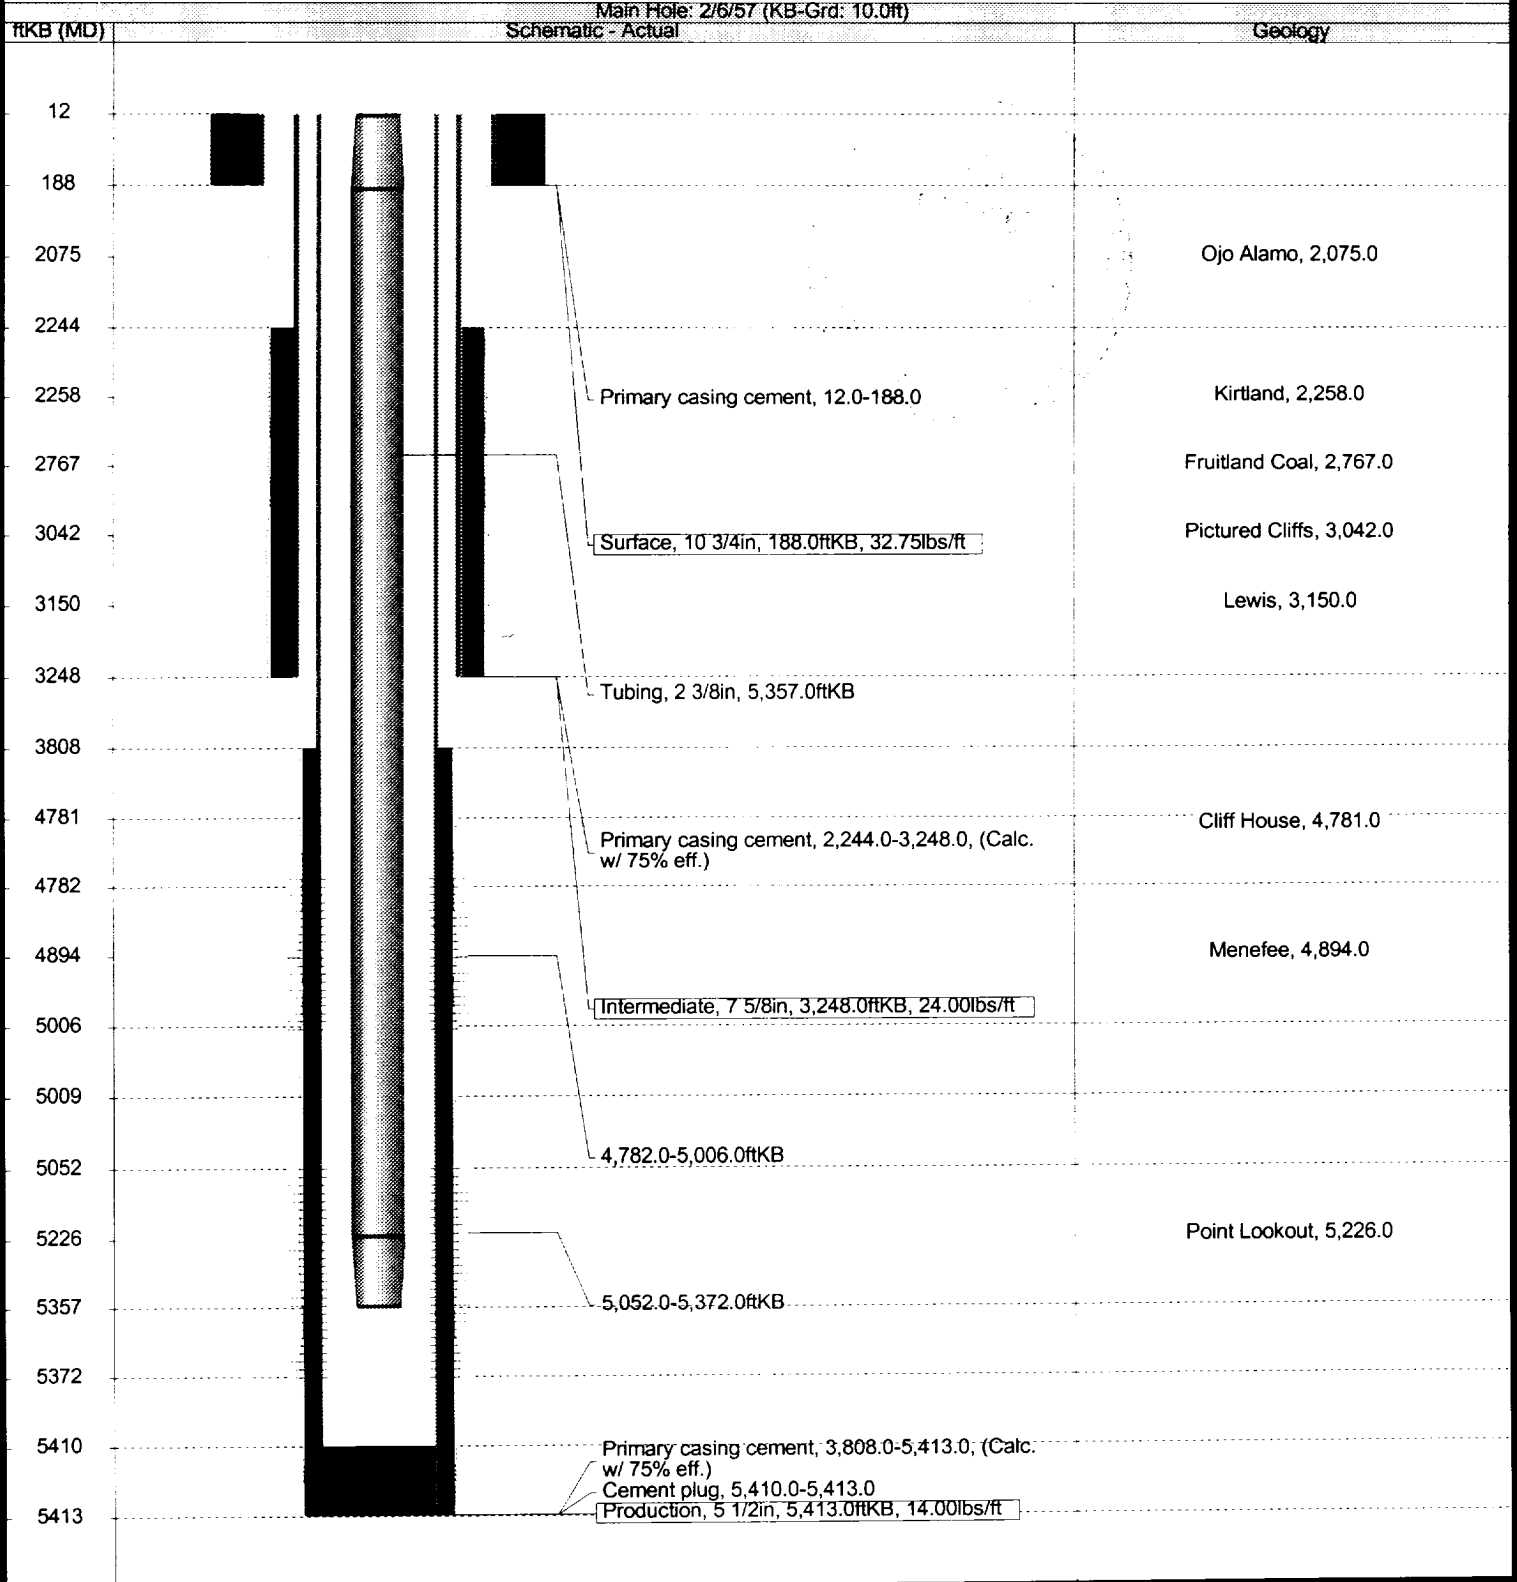 Main Hole: 2/6/57 (KB-Grd: 10.0ft)
ftKB (MD) Schematic - Actual Geology
12
188
2075 Ojo Alamo, 2,075.0
2244
2258 Primary casing cement, 12.0-188.0 Kirtland, 2,258.0
2767 Fruitland Coal, 2,767.0
3042 Surface, 10 3/4in, 188.0ftKB, 32.75lbs/ft Pictured Cliffs, 3,042.0
3150 Lewis, 3,150.0
3248 Tubing, 2 3/8in, 5,357.0ftKB
3808
4781 Cliff House, 4,781.0
Primary casing cement, 2,244.0-3,248.0, (Calc.
w/ 75% eff.)
4782
4894 Menefee, 4,894.0
Intermediate, 7 5/8in, 3,248.0ftKB, 24.00lbs/ft
5006
5009
4,782.0-5,006.0ftKB
5052
5226 Point Lookout, 5,226.0
5357 5,052.0-5,372.0ftKB
5372
5410 Primary casing cement, 3,808.0-5,413.0, (Calc.
w/ 75% eff.)
Cement plug, 5,410.0-5,413.0
5413 Production, 5 1/2in, 5,413.0ftKB, 14.00lbs/ft